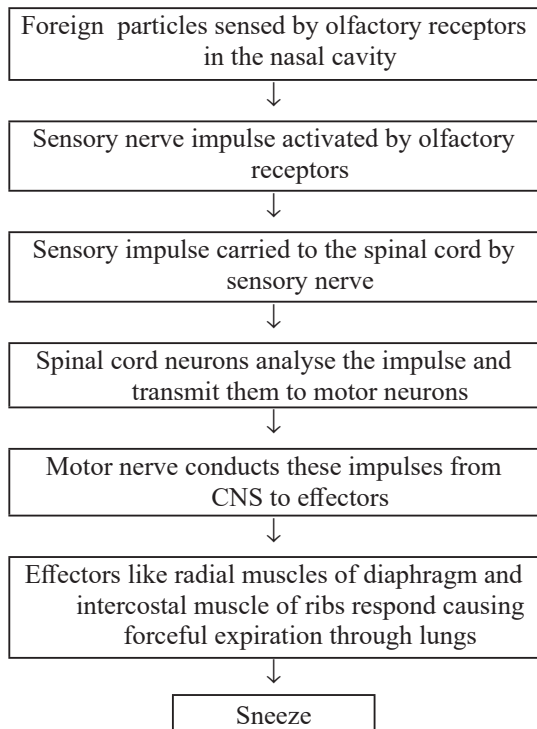 Foreign particles sensed by olfactory receptors
in the nasal cavity
↓
Sensory nerve impulse activated by olfactory
receptors
↓
Sensory impulse carried to the spinal cord by
sensory nerve
↓
Spinal cord neurons analyse the impulse and
transmit them to motor neurons
↓
Motor nerve conducts these impulses from
CNS to effectors
↓
Effectors like radial muscles of diaphragm and
intercostal muscle of ribs respond causing
forceful expiration through lungs
↓
Sneeze